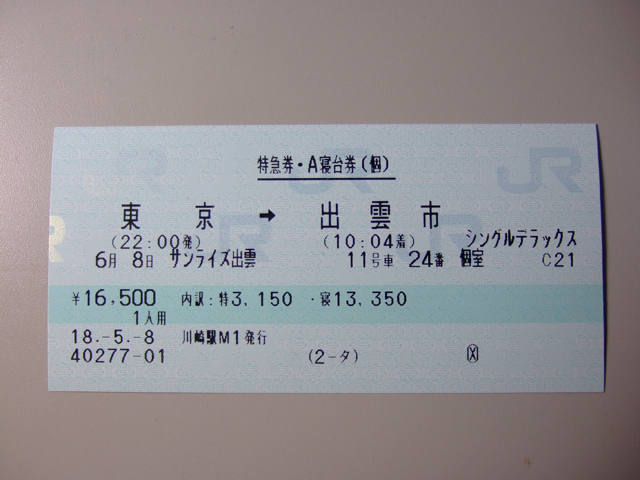 特急券・A寝台券(個)
東京 → 出雲市
(22:00発) (10:04着) シングルデラックス
6月 8日 サンライズ出雲 11号車 24番 個室 C21
¥16,500 内訳:特3,150 ・寝13,350
1人用
18.-5.-8 川崎駅M1発行
40277-01 (2-タ) Ⓧ